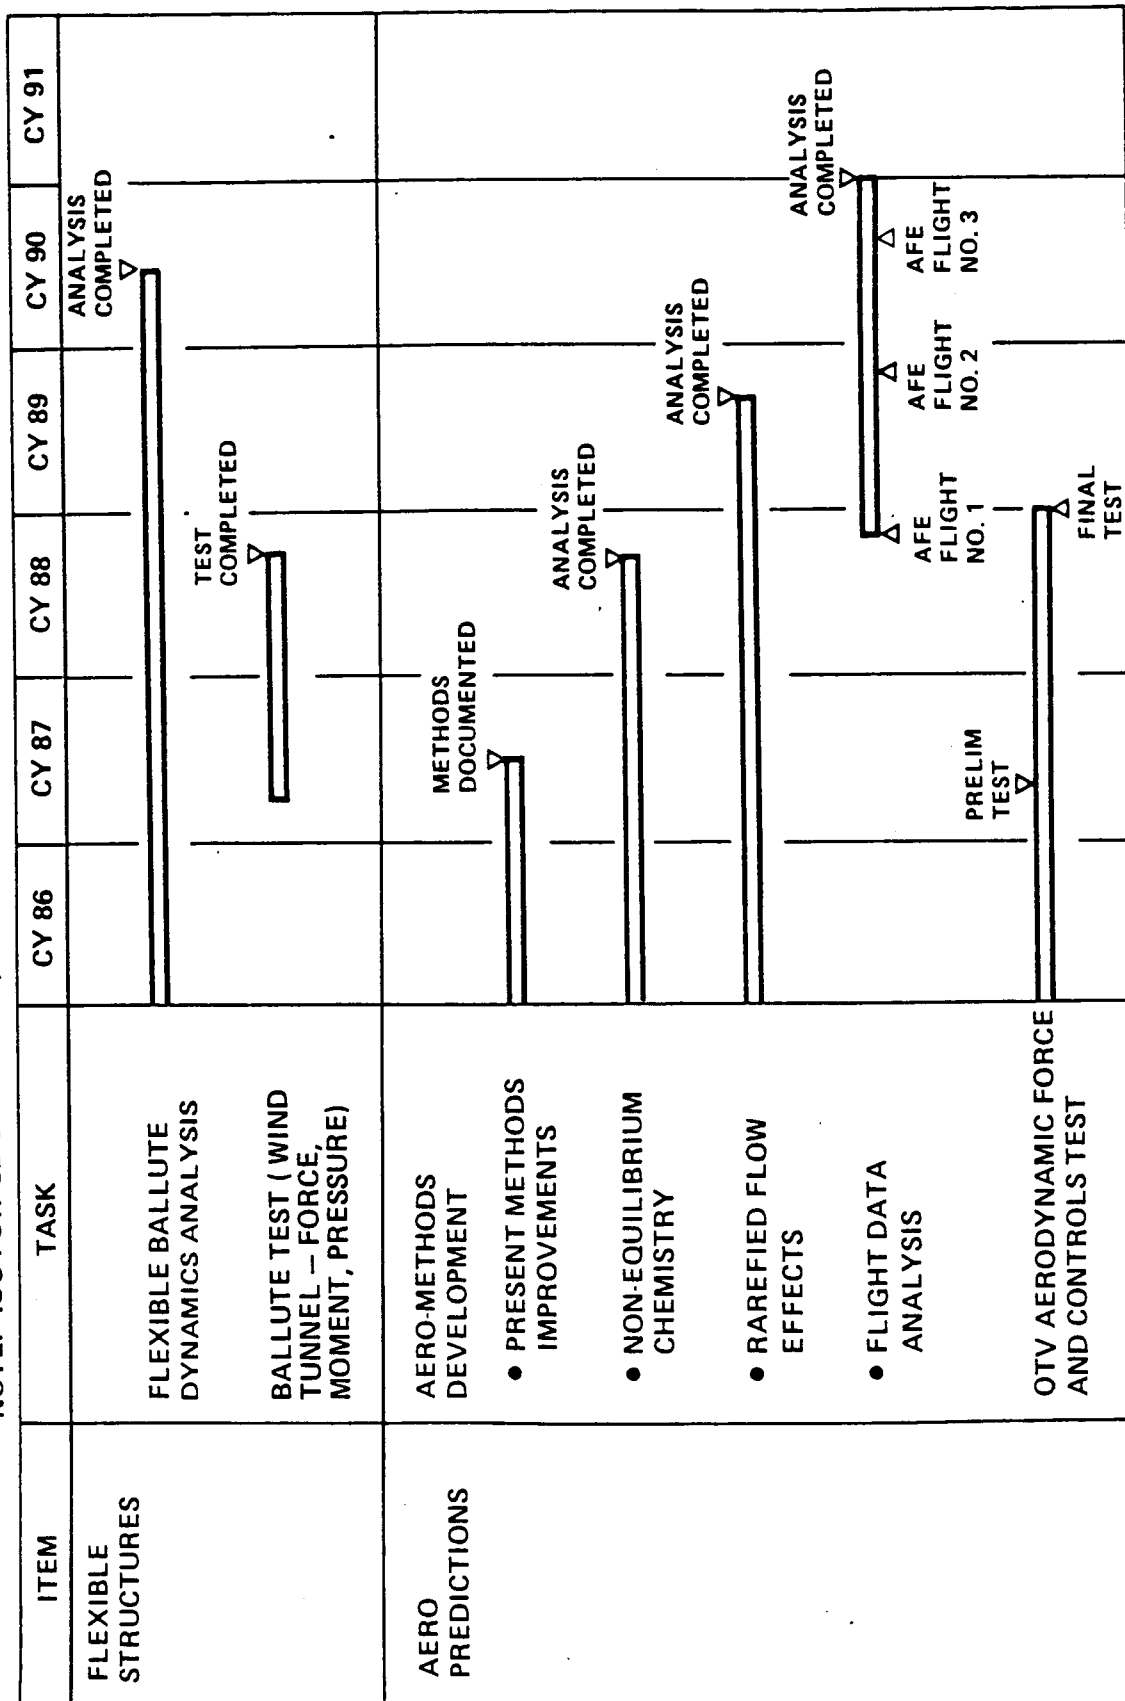 ITEM
TASK
CY 86
CY 87
CY 88
CY 89
CY 90
CY 91
FLEXIBLE
STRUCTURES
FLEXIBLE BALLUTE
DYNAMICS ANALYSIS
ANALYSIS
COMPLETED
BALLUTE TEST (WIND
TUNNEL — FORCE,
MOMENT, PRESSURE)
TEST
COMPLETED
AERO
PREDICTIONS
AERO-METHODS
DEVELOPMENT
● PRESENT METHODS
IMPROVEMENTS
METHODS
DOCUMENTED
● NON-EQUILIBRIUM
CHEMISTRY
ANALYSIS
COMPLETED
● RAREFIED FLOW
EFFECTS
ANALYSIS
COMPLETED
● FLIGHT DATA
ANALYSIS
ANALYSIS
COMPLETED
AFE
FLIGHT
NO. 1
AFE
FLIGHT
NO. 2
AFE
FLIGHT
NO. 3
OTV AERODYNAMIC FORCE
AND CONTROLS TEST
PRELIM
TEST
FINAL
TEST